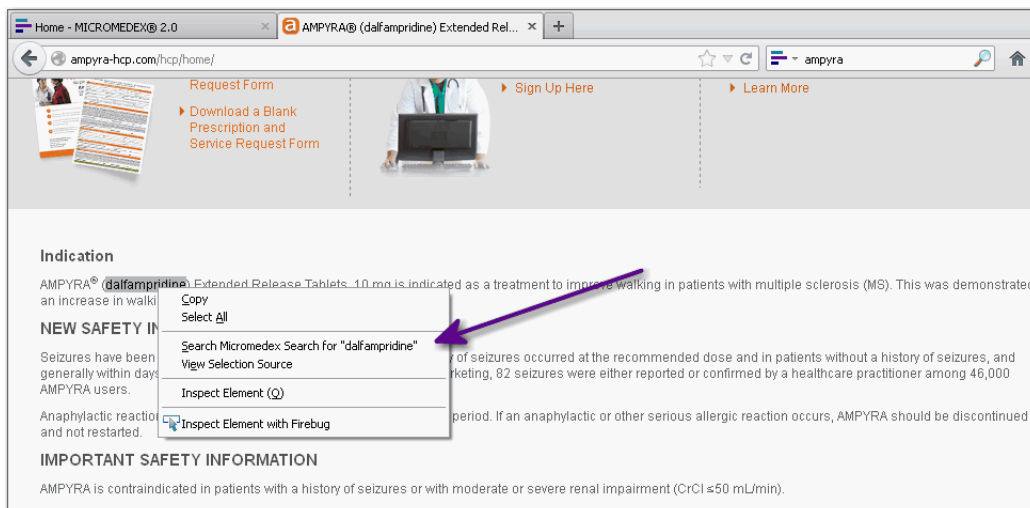 Home - MICROMEDEX® 2.0
AMPYRA® (dalfampridine) Extended Rel...
ampyra-hcp.com/hcp/home/
ampyra
Request Form
Download a Blank
Prescription and
Service Request Form
Sign Up Here
Learn More
Indication
AMPYRA® (dalfampridine) Extended Release Tablets, 10 mg is indicated as a treatment to improve walking in patients with multiple sclerosis (MS). This was demonstrated
an increase in walki
Copy
Select All
Search Micromedex Search for "dalfampridine"
View Selection Source
Inspect Element (Q)
Inspect Element with Firebug
NEW SAFETY IN
Seizures have been y of seizures occurred at the recommended dose and in patients without a history of seizures, and
generally within days rketing, 82 seizures were either reported or confirmed by a healthcare practitioner among 46,000
AMPYRA users.
Anaphylactic reaction period. If an anaphylactic or other serious allergic reaction occurs, AMPYRA should be discontinued
and not restarted.
IMPORTANT SAFETY INFORMATION
AMPYRA is contraindicated in patients with a history of seizures or with moderate or severe renal impairment (CrCl ≤50 mL/min).